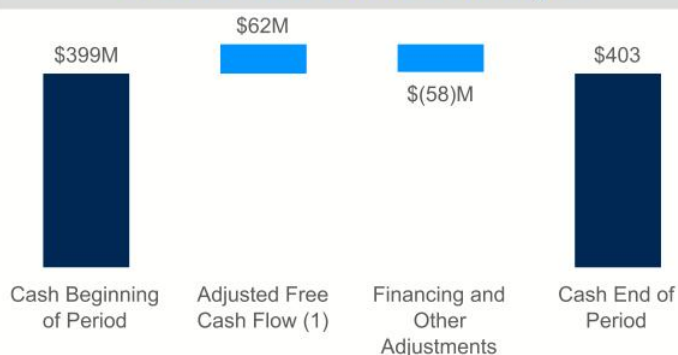 $62M
$399M
$403
$(58)M
Cash Beginning
of Period
Adjusted Free
Cash Flow (1)
Financing and
Other
Adjustments
Cash End of
Period